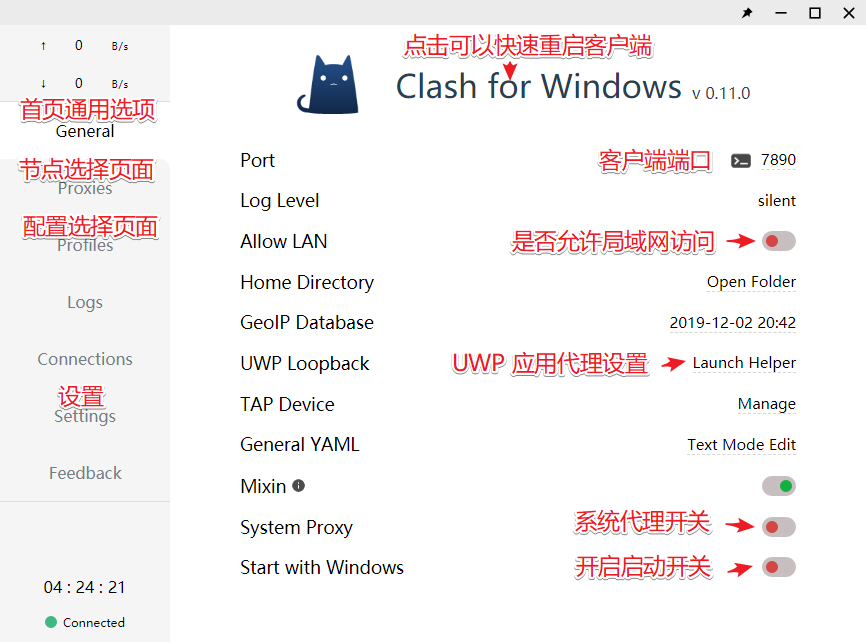 ↑ 0 B/s
↓ 0 B/s
首页通用选项
General
节点选择页面
Proxies
配置选择页面
Profiles
Logs
Connections
设置
Settings
Feedback
04 : 24 : 21
Connected
点击可以快速重启客户端
Clash for Windows v 0.11.0
Port 客户端端口 7890
Log Level silent
Allow LAN 是否允许局域网访问
Home Directory Open Folder
GeoIP Database 2019-12-02 20:42
UWP Loopback UWP 应用代理设置 Launch Helper
TAP Device Manage
General YAML Text Mode Edit
Mixin
System Proxy 系统代理开关
Start with Windows 开启启动开关